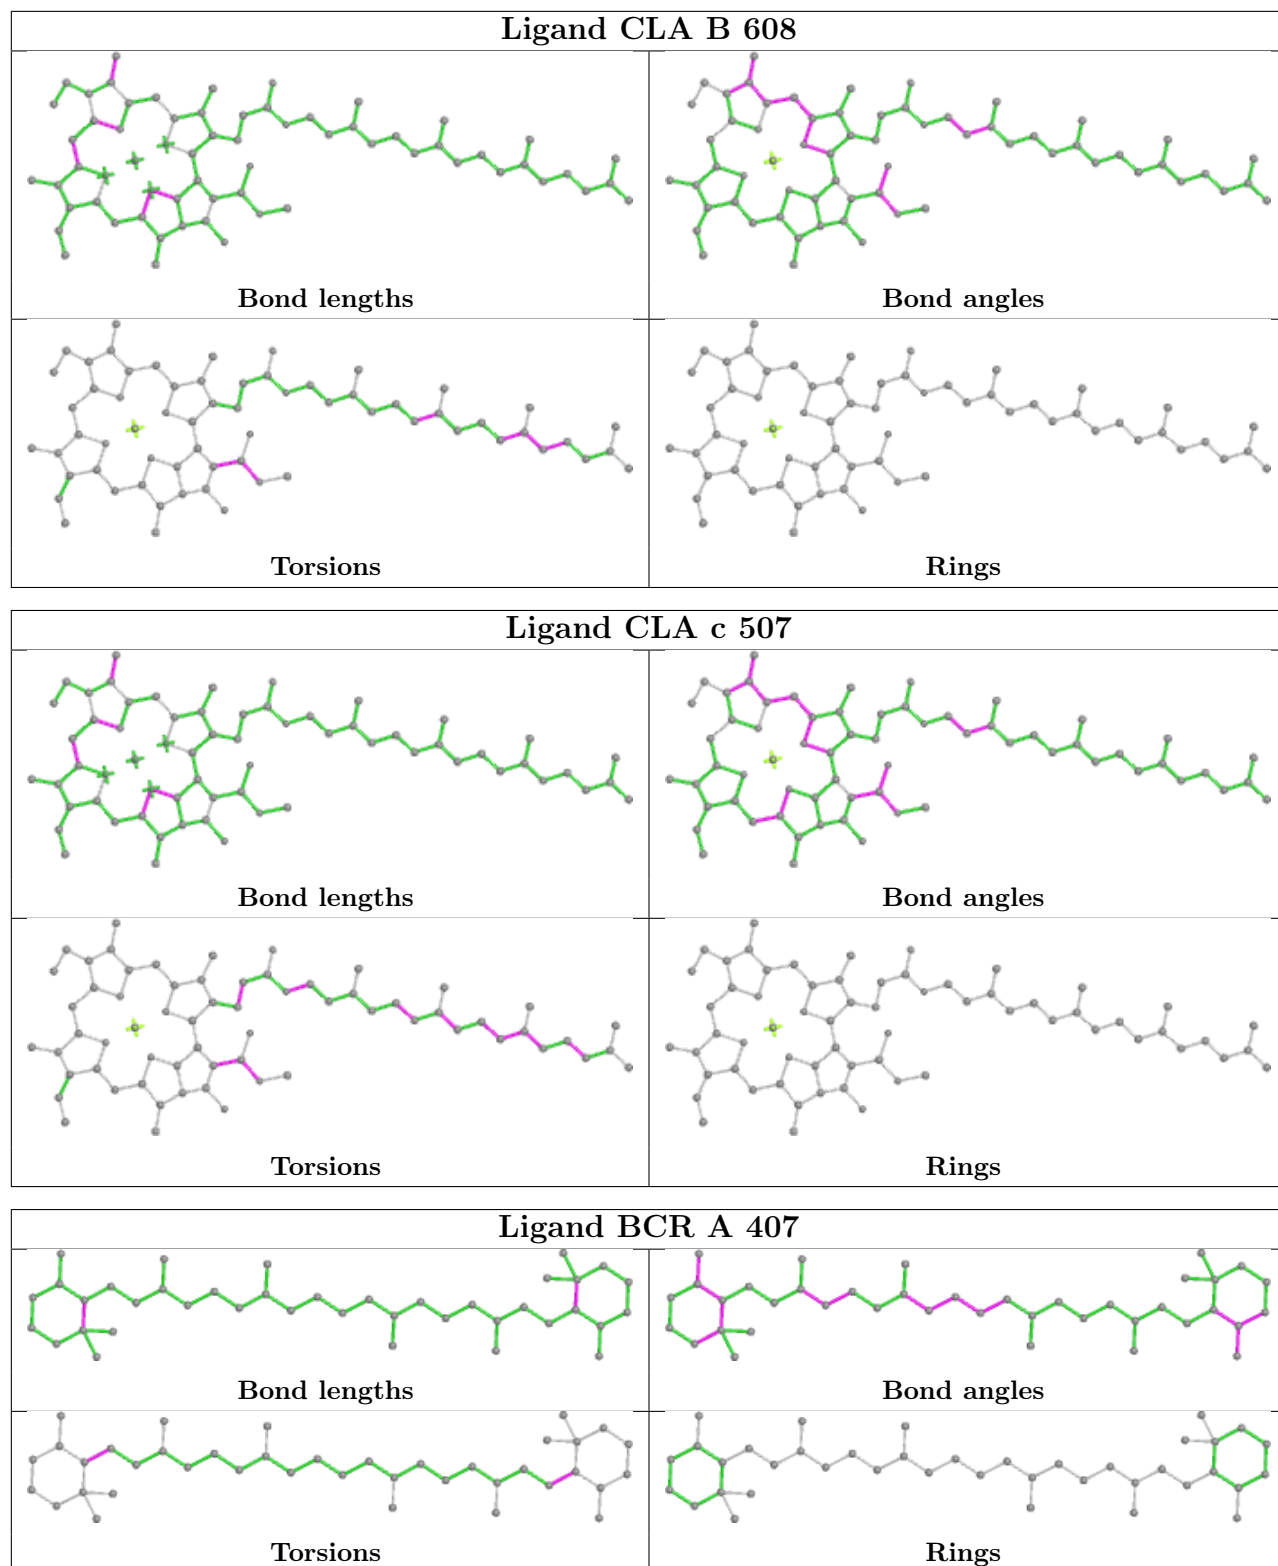 Ligand CLA B 608
Bond lengths
Bond angles
Torsions
Rings
Ligand CLA c 507
Bond lengths
Bond angles
Torsions
Rings
Ligand BCR A 407
Bond lengths
Bond angles
Torsions
Rings